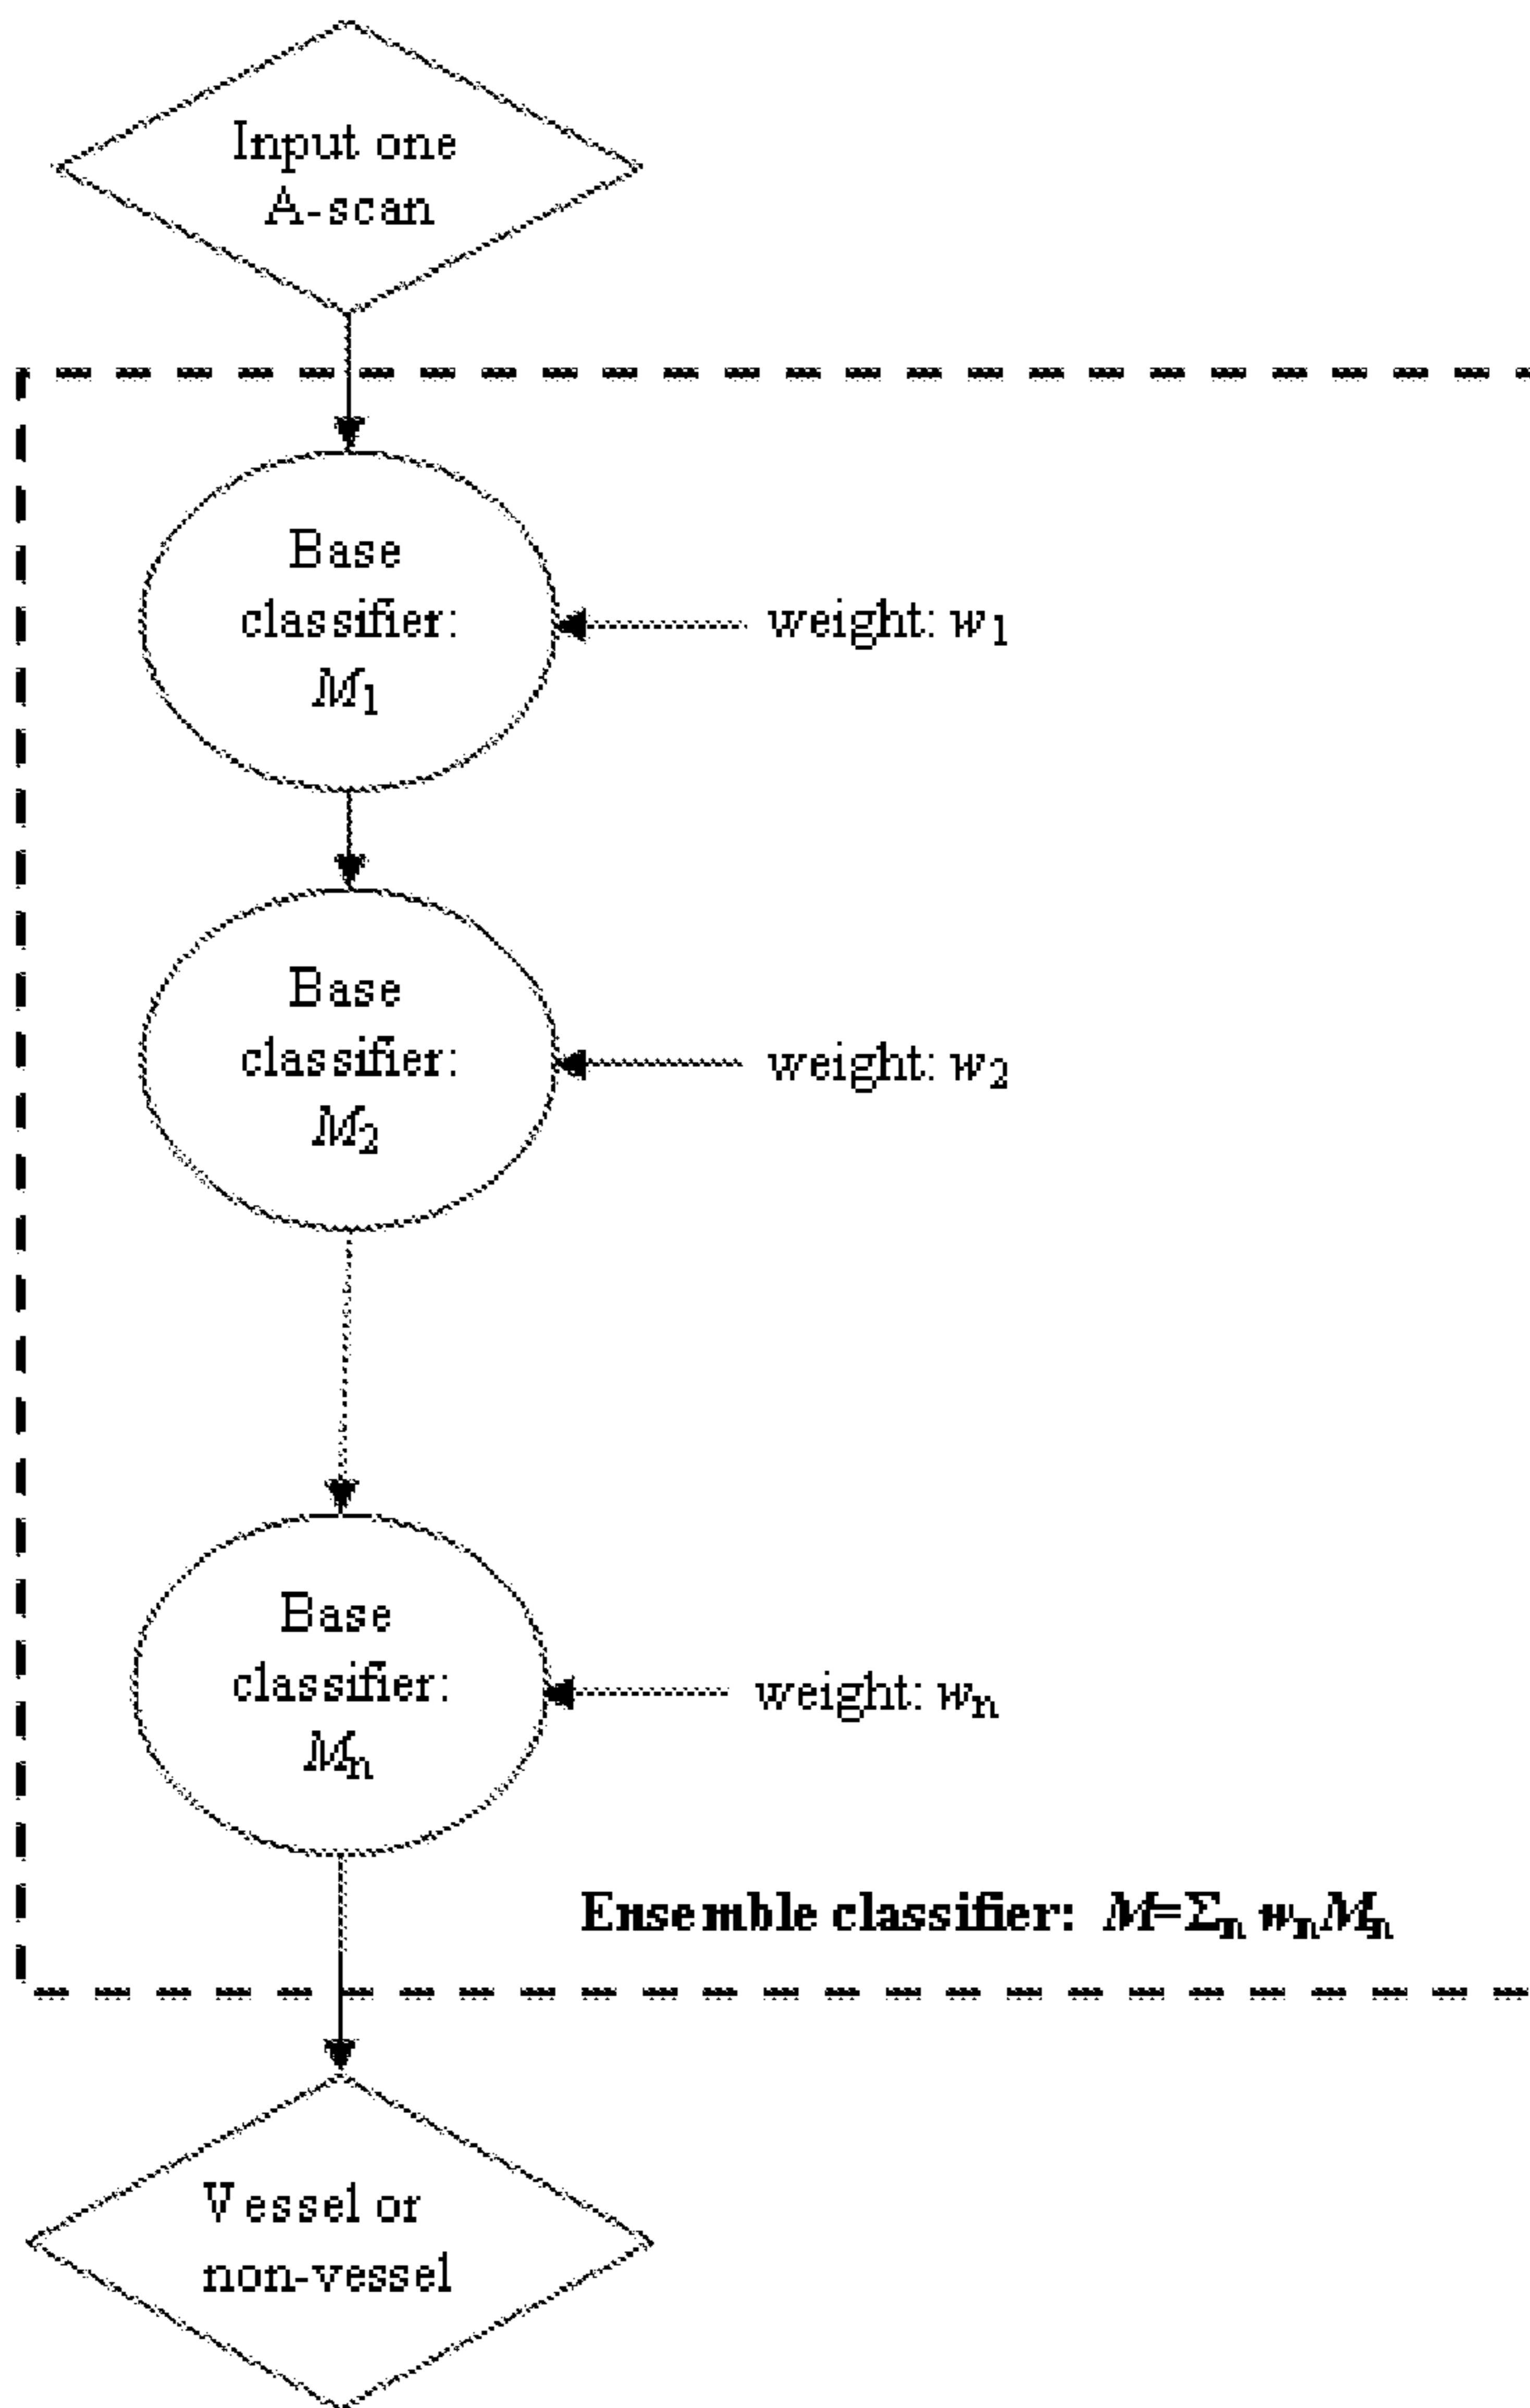 Input one
A-scan
Base
classifier:
M₁
weight: w₁
Base
classifier:
M₂
weight: w₂
Base
classifier:
Mₙ
weight: wₙ
Ensemble classifier: M=Σₙ wₙMₙ
Vessel or
non-vessel